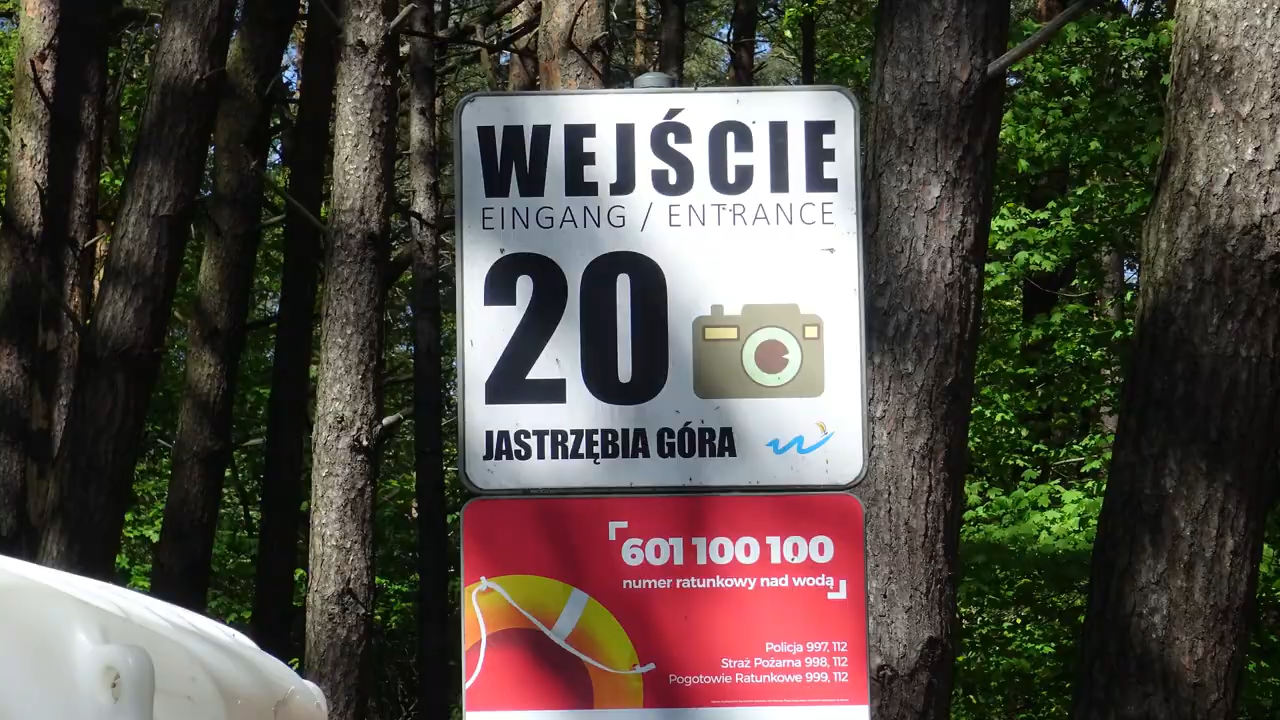 WEJŚCIE
EINGANG / ENTRANCE
20
JASTRZĘBIA GÓRA
601 100 100
numer ratunkowy nad wodą
Policja 997, 112
Straż Pożarna 998, 112
Pogotowie Ratunkowe 999, 112